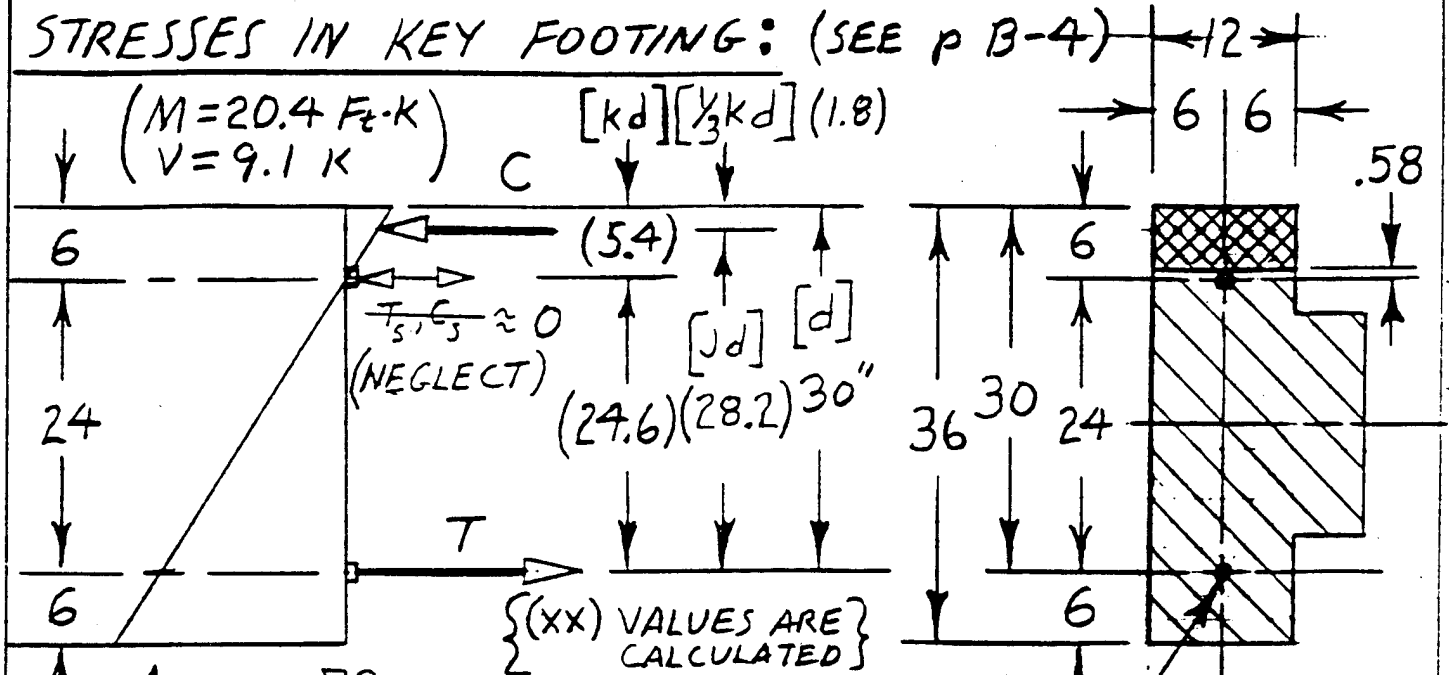 STRESSES IN KEY FOOTING: (SEE p B-4)
12
(M=20.4 Ft·K
V=9.1 K)
[kd] [⅓kd] (1.8)
6 6
C
.58
6
(5.4)
6
Ts, Cs ≈ 0
(NEGLECT)
[Jd] [d]
24
(24.6) (28.2) 30"
36 30 24
T
6
6
{(XX) VALUES ARE
CALCULATED}